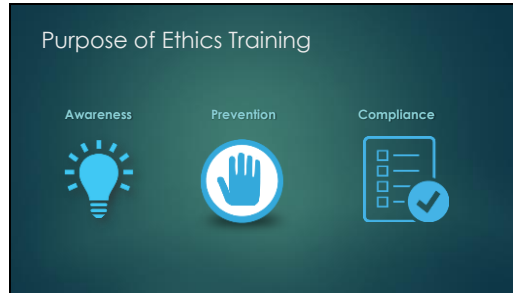 Purpose of Ethics Training
Awareness
Prevention
Compliance